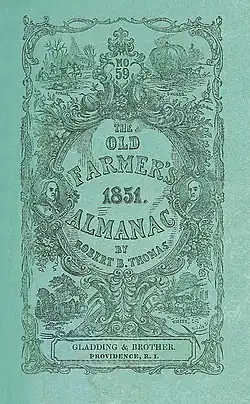 NO
59
THE
OLD
FARMER'S
1851.
ALMANAC
BY
ROBERT B. THOMAS
GLADDING & BROTHER.
PROVIDENCE, R. I.